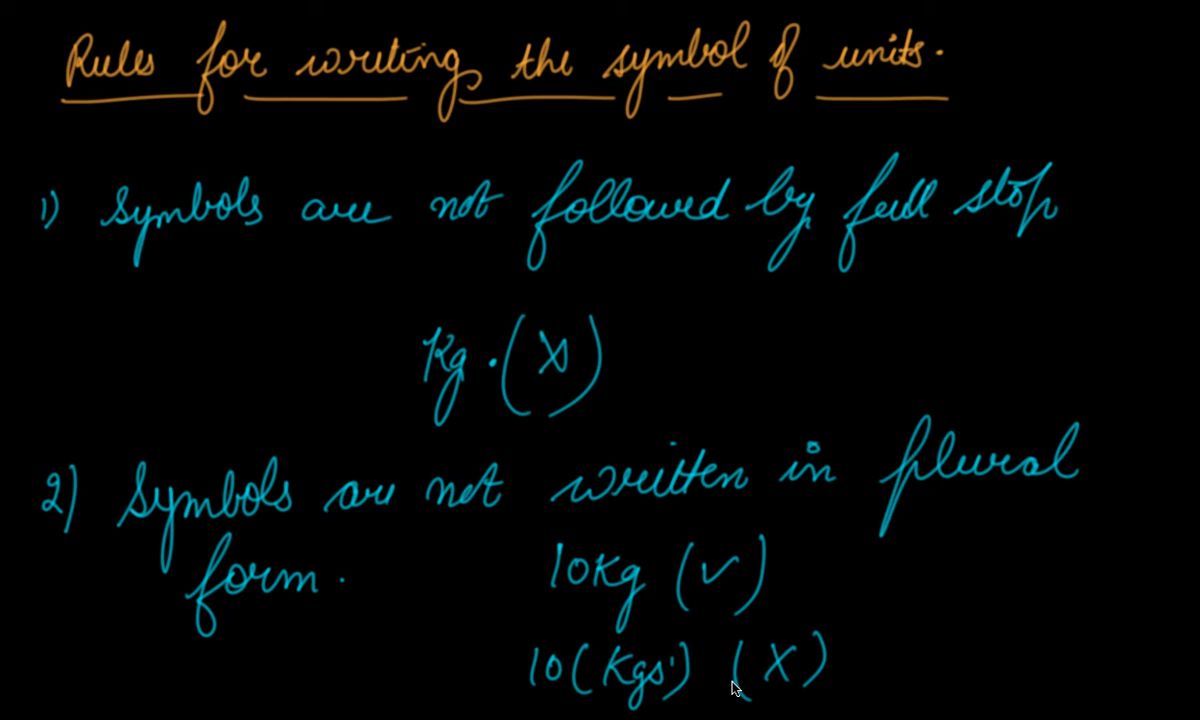 Rules for writing the symbol of units.
1) Symbols are not followed by full stop
Kg . (X)
2) Symbols are not written in plural
form.
10Kg (✓)
10(Kgs') (X)